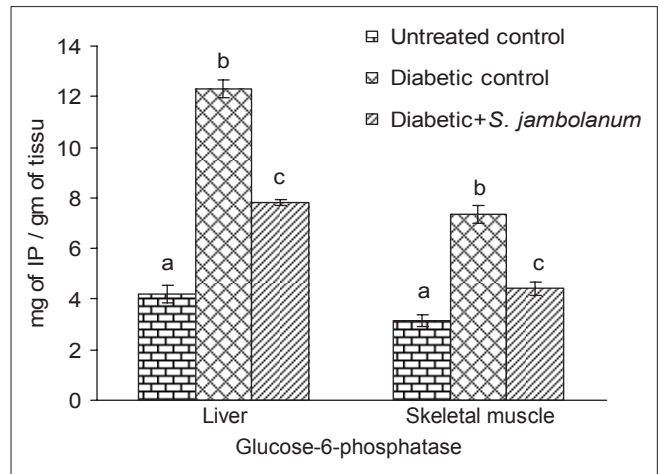 14
12
10
8
6
4
2
0
mg of IP / gm of tissu
Untreated control
Diabetic control
Diabetic+S. jambolanum
a
b
c
a
b
c
Liver
Skeletal muscle
Glucose-6-phosphatase